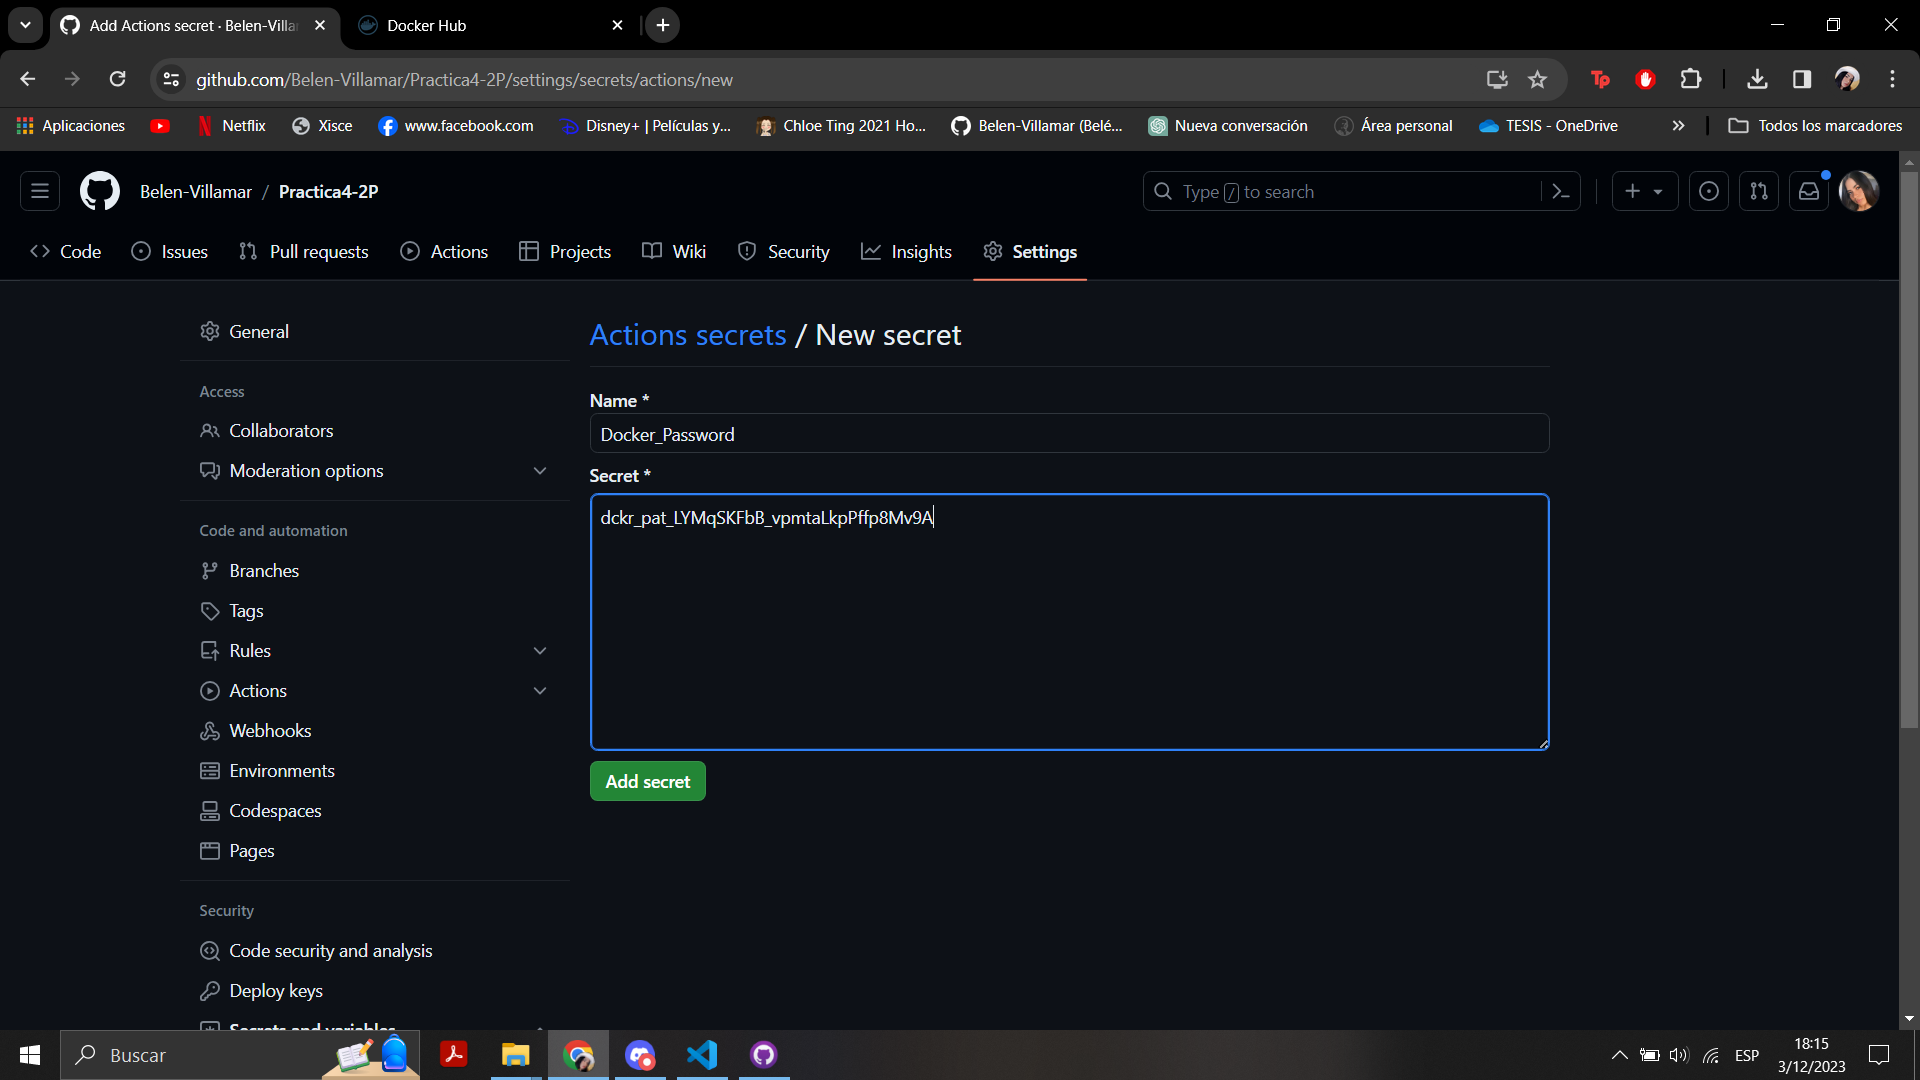 Add Actions secret · Belen-Villa
Docker Hub
github.com/Belen-Villamar/Practica4-2P/settings/secrets/actions/new
Aplicaciones
Netflix
Xisce
www.facebook.com
Disney+ | Películas y...
Chloe Ting 2021 Ho...
Belen-Villamar (Belé...
Nueva conversación
Área personal
TESIS - OneDrive
Todos los marcadores
Belen-Villamar / Practica4-2P
Type / to search
Code
Issues
Pull requests
Actions
Projects
Wiki
Security
Insights
Settings
General
Access
Collaborators
Moderation options
Code and automation
Branches
Tags
Rules
Actions
Webhooks
Environments
Codespaces
Pages
Security
Code security and analysis
Deploy keys
Secrets and variables
Actions secrets / New secret
Name *
Docker_Password
Secret *
dckr_pat_LYMqSKFbB_vpmtaLkpPffp8Mv9A
Add secret
Buscar
ESP
18:15
3/12/2023